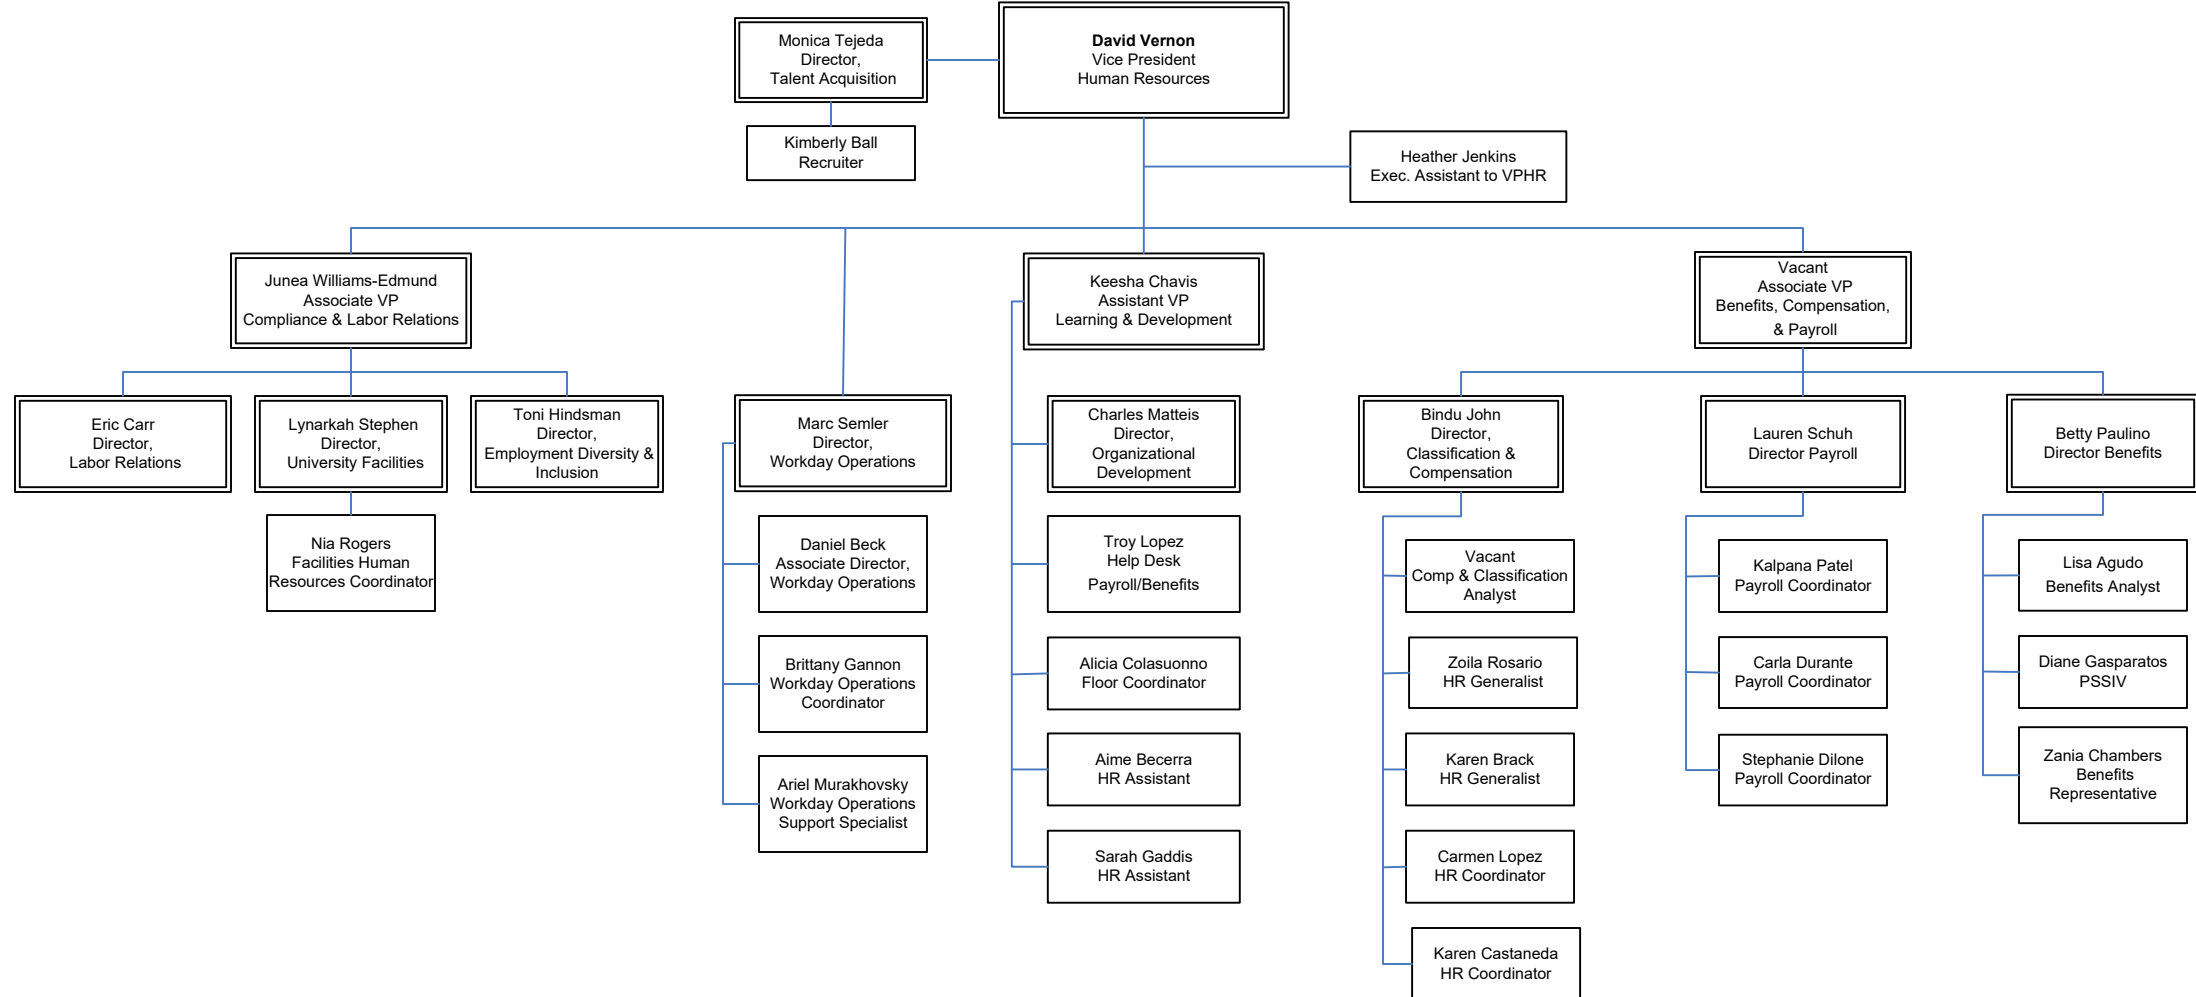 Monica Tejeda
Director,
Talent Acquisition
David Vernon
Vice President
Human Resources
Kimberly Ball
Recruiter
Heather Jenkins
Exec. Assistant to VPHR
Junea Williams-Edmund
Associate VP
Compliance & Labor Relations
Keesha Chavis
Assistant VP
Learning & Development
Vacant
Associate VP
Benefits, Compensation,
& Payroll
Eric Carr
Director,
Labor Relations
Lynarkah Stephen
Director,
University Facilities
Toni Hindsman
Director,
Employment Diversity &
Inclusion
Nia Rogers
Facilities Human
Resources Coordinator
Marc Semler
Director,
Workday Operations
Daniel Beck
Associate Director,
Workday Operations
Brittany Gannon
Workday Operations
Coordinator
Ariel Murakhovsky
Workday Operations
Support Specialist
Charles Matteis
Director,
Organizational
Development
Troy Lopez
Help Desk
Payroll/Benefits
Alicia Colasuonno
Floor Coordinator
Aime Becerra
HR Assistant
Sarah Gaddis
HR Assistant
Bindu John
Director,
Classification &
Compensation
Vacant
Comp & Classification
Analyst
Zoila Rosario
HR Generalist
Karen Brack
HR Generalist
Carmen Lopez
HR Coordinator
Karen Castaneda
HR Coordinator
Lauren Schuh
Director Payroll
Kalpana Patel
Payroll Coordinator
Carla Durante
Payroll Coordinator
Stephanie Dilone
Payroll Coordinator
Betty Paulino
Director Benefits
Lisa Agudo
Benefits Analyst
Diane Gasparatos
PSSIV
Zania Chambers
Benefits
Representative